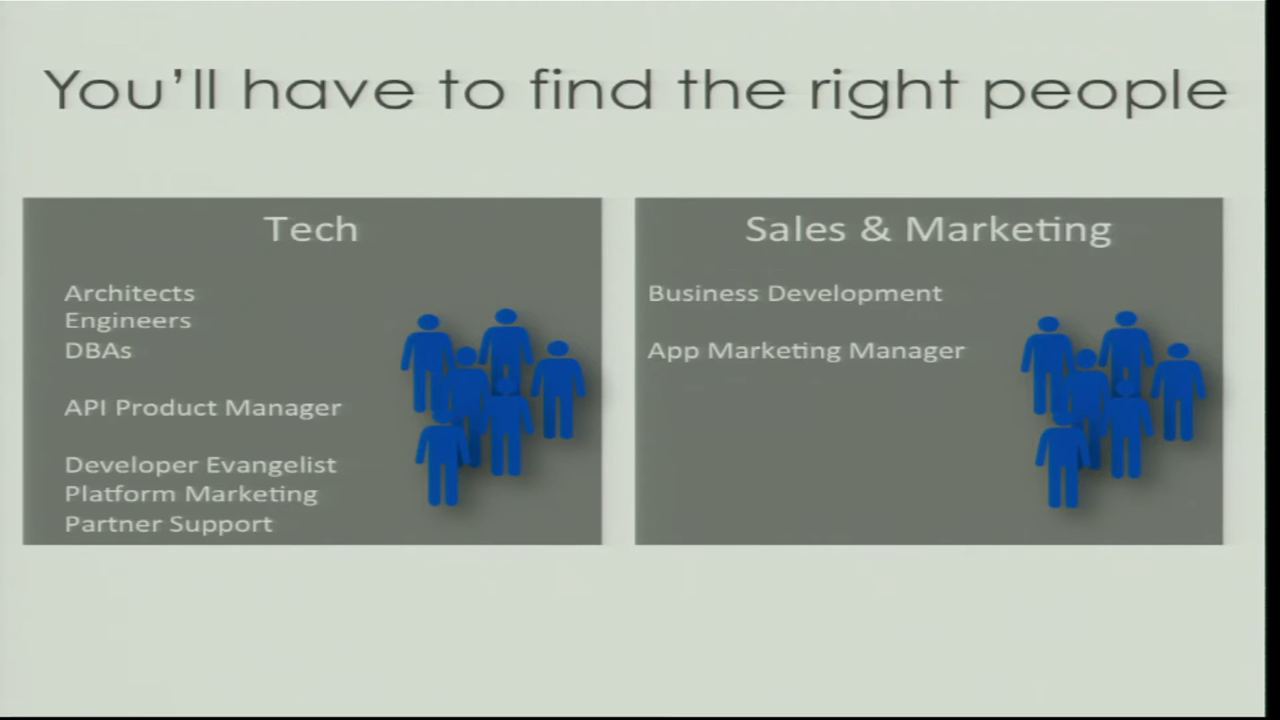 You’ll have to find the right people
Tech
Architects
Engineers
DBAs
API Product Manager
Developer Evangelist
Platform Marketing
Partner Support
Sales & Marketing
Business Development
App Marketing Manager